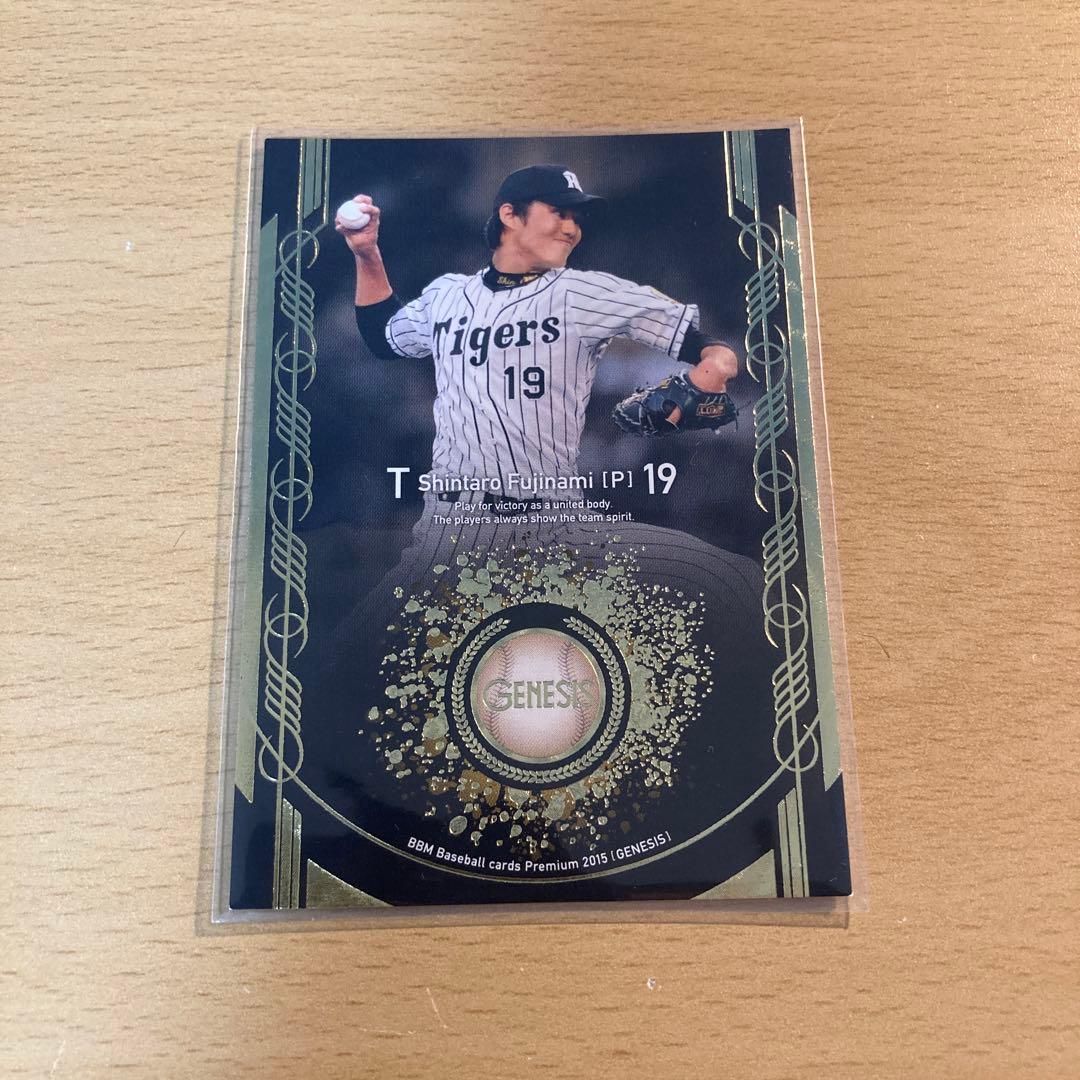 Tigers
19
T Shintaro Fujinami [P] 19
Play for victory as a united body.
The players always show the team spirit.
GENESIS
BBM Baseball cards Premium 2015 [GENESIS]